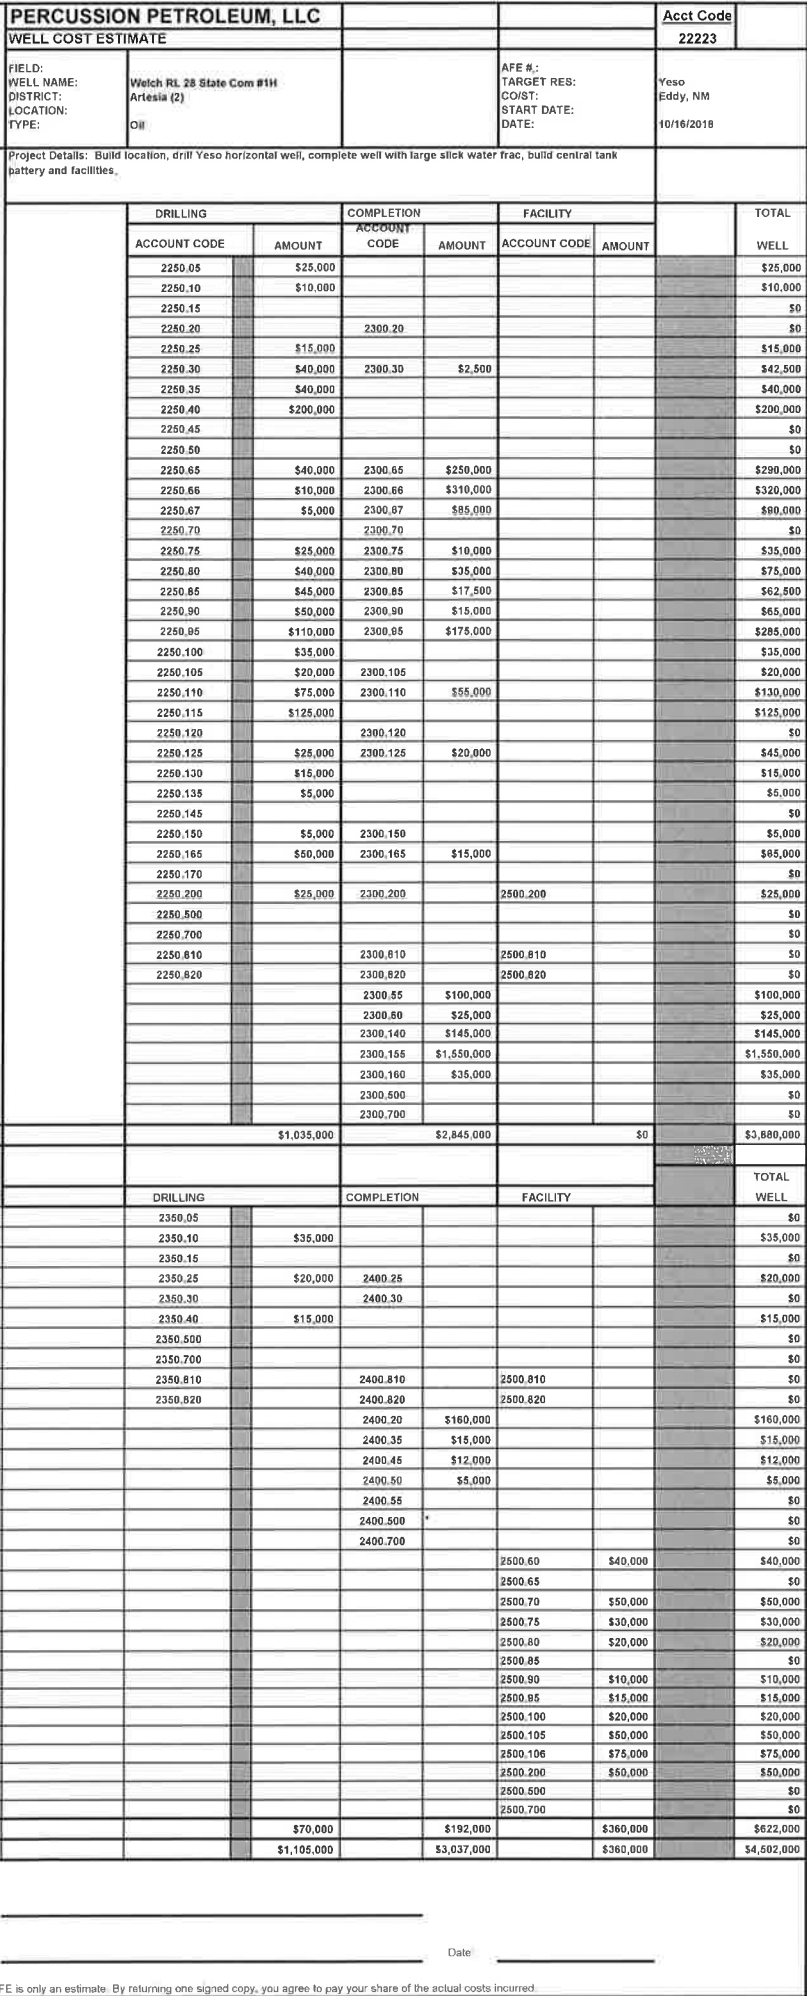 PERCUSSION PETROLEUM, LLC Acct Code
WELL COST ESTIMATE 22223
FIELD: AFE #.:
WELL NAME: Welch RL 28 State Com #1H TARGET RES: Yeso
DISTRICT: Artesia (2) CO/ST: Eddy, NM
LOCATION: START DATE:
TYPE: Oil DATE: 10/16/2018
Project Details: Build location, drill Yeso horizontal well, complete well with large slick water frac, build central tank
battery and facilities.
DRILLING COMPLETION FACILITY TOTAL
ACCOUNT CODE AMOUNT ACCOUNT CODE AMOUNT ACCOUNT CODE AMOUNT WELL
2250.05 $25,000 $25,000
2250.10 $10,000 $10,000
2250.15 $0
2250.20 2300.20 $0
2250.25 $15,000 $15,000
2250.30 $40,000 2300.30 $2,500 $42,500
2250.35 $40,000 $40,000
2250.40 $200,000 $200,000
2250.45 $0
2250.50 $0
2250.65 $40,000 2300.65 $250,000 $290,000
2250.66 $10,000 2300.66 $310,000 $320,000
2250.67 $5,000 2300.67 $85,000 $90,000
2250.70 2300.70 $0
2250.75 $25,000 2300.75 $10,000 $35,000
2250.80 $40,000 2300.80 $35,000 $75,000
2250.85 $45,000 2300.85 $17,500 $62,500
2250.90 $50,000 2300.90 $15,000 $65,000
2250.95 $110,000 2300.95 $175,000 $285,000
2250.100 $35,000 $35,000
2250.105 $20,000 2300.105 $20,000
2250.110 $75,000 2300.110 $55,000 $130,000
2250.115 $125,000 $125,000
2250.120 2300.120 $0
2250.125 $25,000 2300.125 $20,000 $45,000
2250.130 $15,000 $15,000
2250.135 $5,000 $5,000
2250.145 $0
2250.150 $5,000 2300.150 $5,000
2250.165 $50,000 2300.165 $15,000 $65,000
2250.170 $0
2250.200 $25,000 2300.200 2500.200 $25,000
2250.500 $0
2250.700 $0
2250.810 2300.810 2500.810 $0
2250.820 2300.820 2500.820 $0
2300.55 $100,000 $100,000
2300.60 $25,000 $25,000
2300.140 $145,000 $145,000
2300.155 $1,550,000 $1,550,000
2300.160 $35,000 $35,000
2300.500 $0
2300.700 $0
$1,035,000 $2,845,000 $0 $3,880,000
TOTAL
DRILLING COMPLETION FACILITY WELL
2350.05 $0
2350.10 $35,000 $35,000
2350.15 $0
2350.25 $20,000 2400.25 $20,000
2350.30 2400.30 $0
2350.40 $15,000 $15,000
2350.500 $0
2350.700 $0
2350.810 2400.810 2500.810 $0
2350.820 2400.820 2500.820 $0
2400.20 $160,000 $160,000
2400.35 $15,000 $15,000
2400.45 $12,000 $12,000
2400.50 $5,000 $5,000
2400.55 $0
2400.500 $0
2400.700 $0
2500.60 $40,000 $40,000
2500.65 $0
2500.70 $50,000 $50,000
2500.75 $30,000 $30,000
2500.80 $20,000 $20,000
2500.85 $0
2500.90 $10,000 $10,000
2500.95 $15,000 $15,000
2500.100 $20,000 $20,000
2500.105 $50,000 $50,000
2500.106 $75,000 $75,000
2500.200 $50,000 $50,000
2500.500 $0
2500.700 $0
$70,000 $192,000 $360,000 $622,000
$1,105,000 $3,037,000 $360,000 $4,502,000
Date
FE is only an estimate. By returning one signed copy, you agree to pay your share of the actual costs incurred.